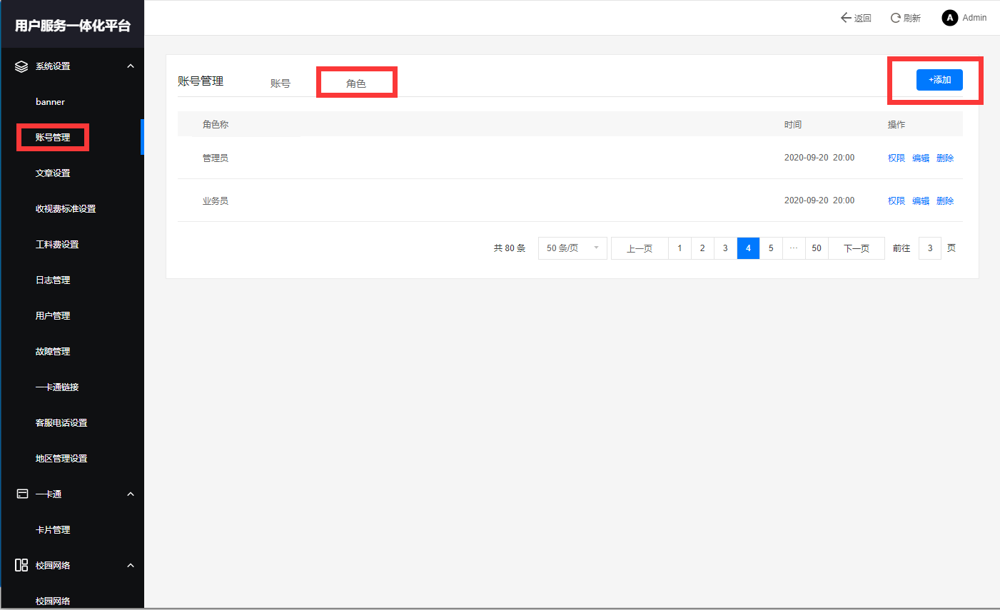 用户服务一体化平台
返回 刷新 A Admin
系统设置
banner
账号管理
文章设置
收视费标准设置
工料费设置
日志管理
用户管理
故障管理
一卡通链接
客服电话设置
地区管理设置
一卡通
卡片管理
校园网络
校园网络
账号管理 账号 角色 +添加
角色称 时间 操作
管理员 2020-09-20 20:00 权限 编辑 删除
业务员 2020-09-20 20:00 权限 编辑 删除
共 80 条 50 条/页 上一页 1 2 3 4 5 ··· 50 下一页 前往 3 页